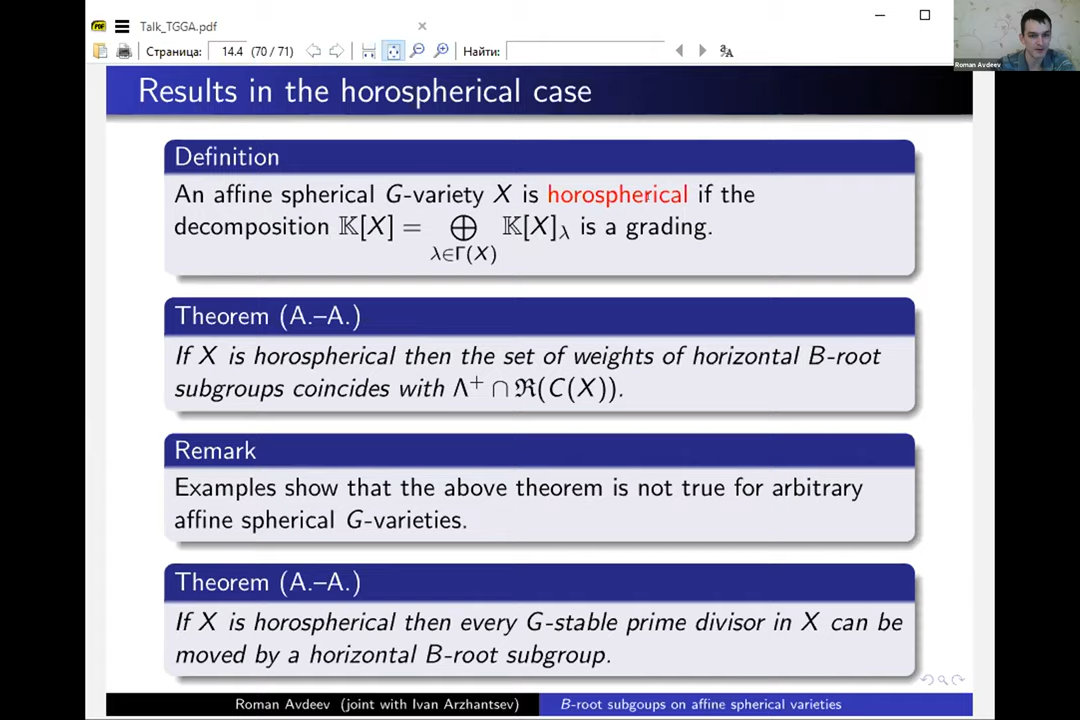 Talk_TGGA.pdf
Страница: 14.4 (70 / 71) Найти:
Roman Avdeev
Results in the horospherical case
Definition
An affine spherical G-variety X is horospherical if the
decomposition 𝕂[X] = ⊕ 𝕂[X]λ is a grading.
λ∈Γ(X)
Theorem (A.–A.)
If X is horospherical then the set of weights of horizontal B-root
subgroups coincides with Λ⁺ ∩ ℜ(C(X)).
Remark
Examples show that the above theorem is not true for arbitrary
affine spherical G-varieties.
Theorem (A.–A.)
If X is horospherical then every G-stable prime divisor in X can be
moved by a horizontal B-root subgroup.
Roman Avdeev (joint with Ivan Arzhantsev) B-root subgoups on affine spherical varieties